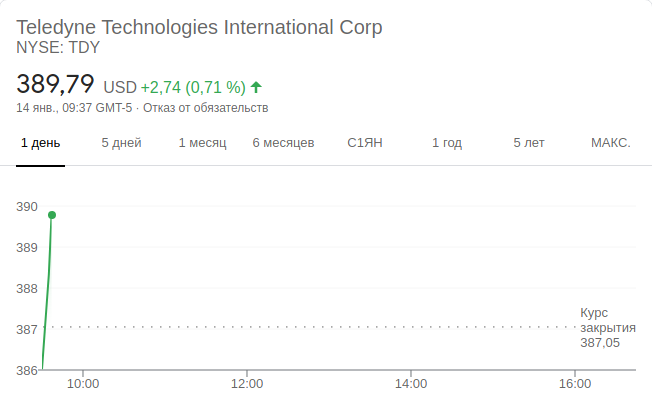 Teledyne Technologies International Corp
NYSE: TDY
389,79 USD +2,74 (0,71 %)
14 янв., 09:37 GMT-5 · Отказ от обязательств
1 день 5 дней 1 месяц 6 месяцев С1ЯН 1 год 5 лет МАКС.
390
389
388
387
386
Курс
закрытия
387,05
10:00 12:00 14:00 16:00